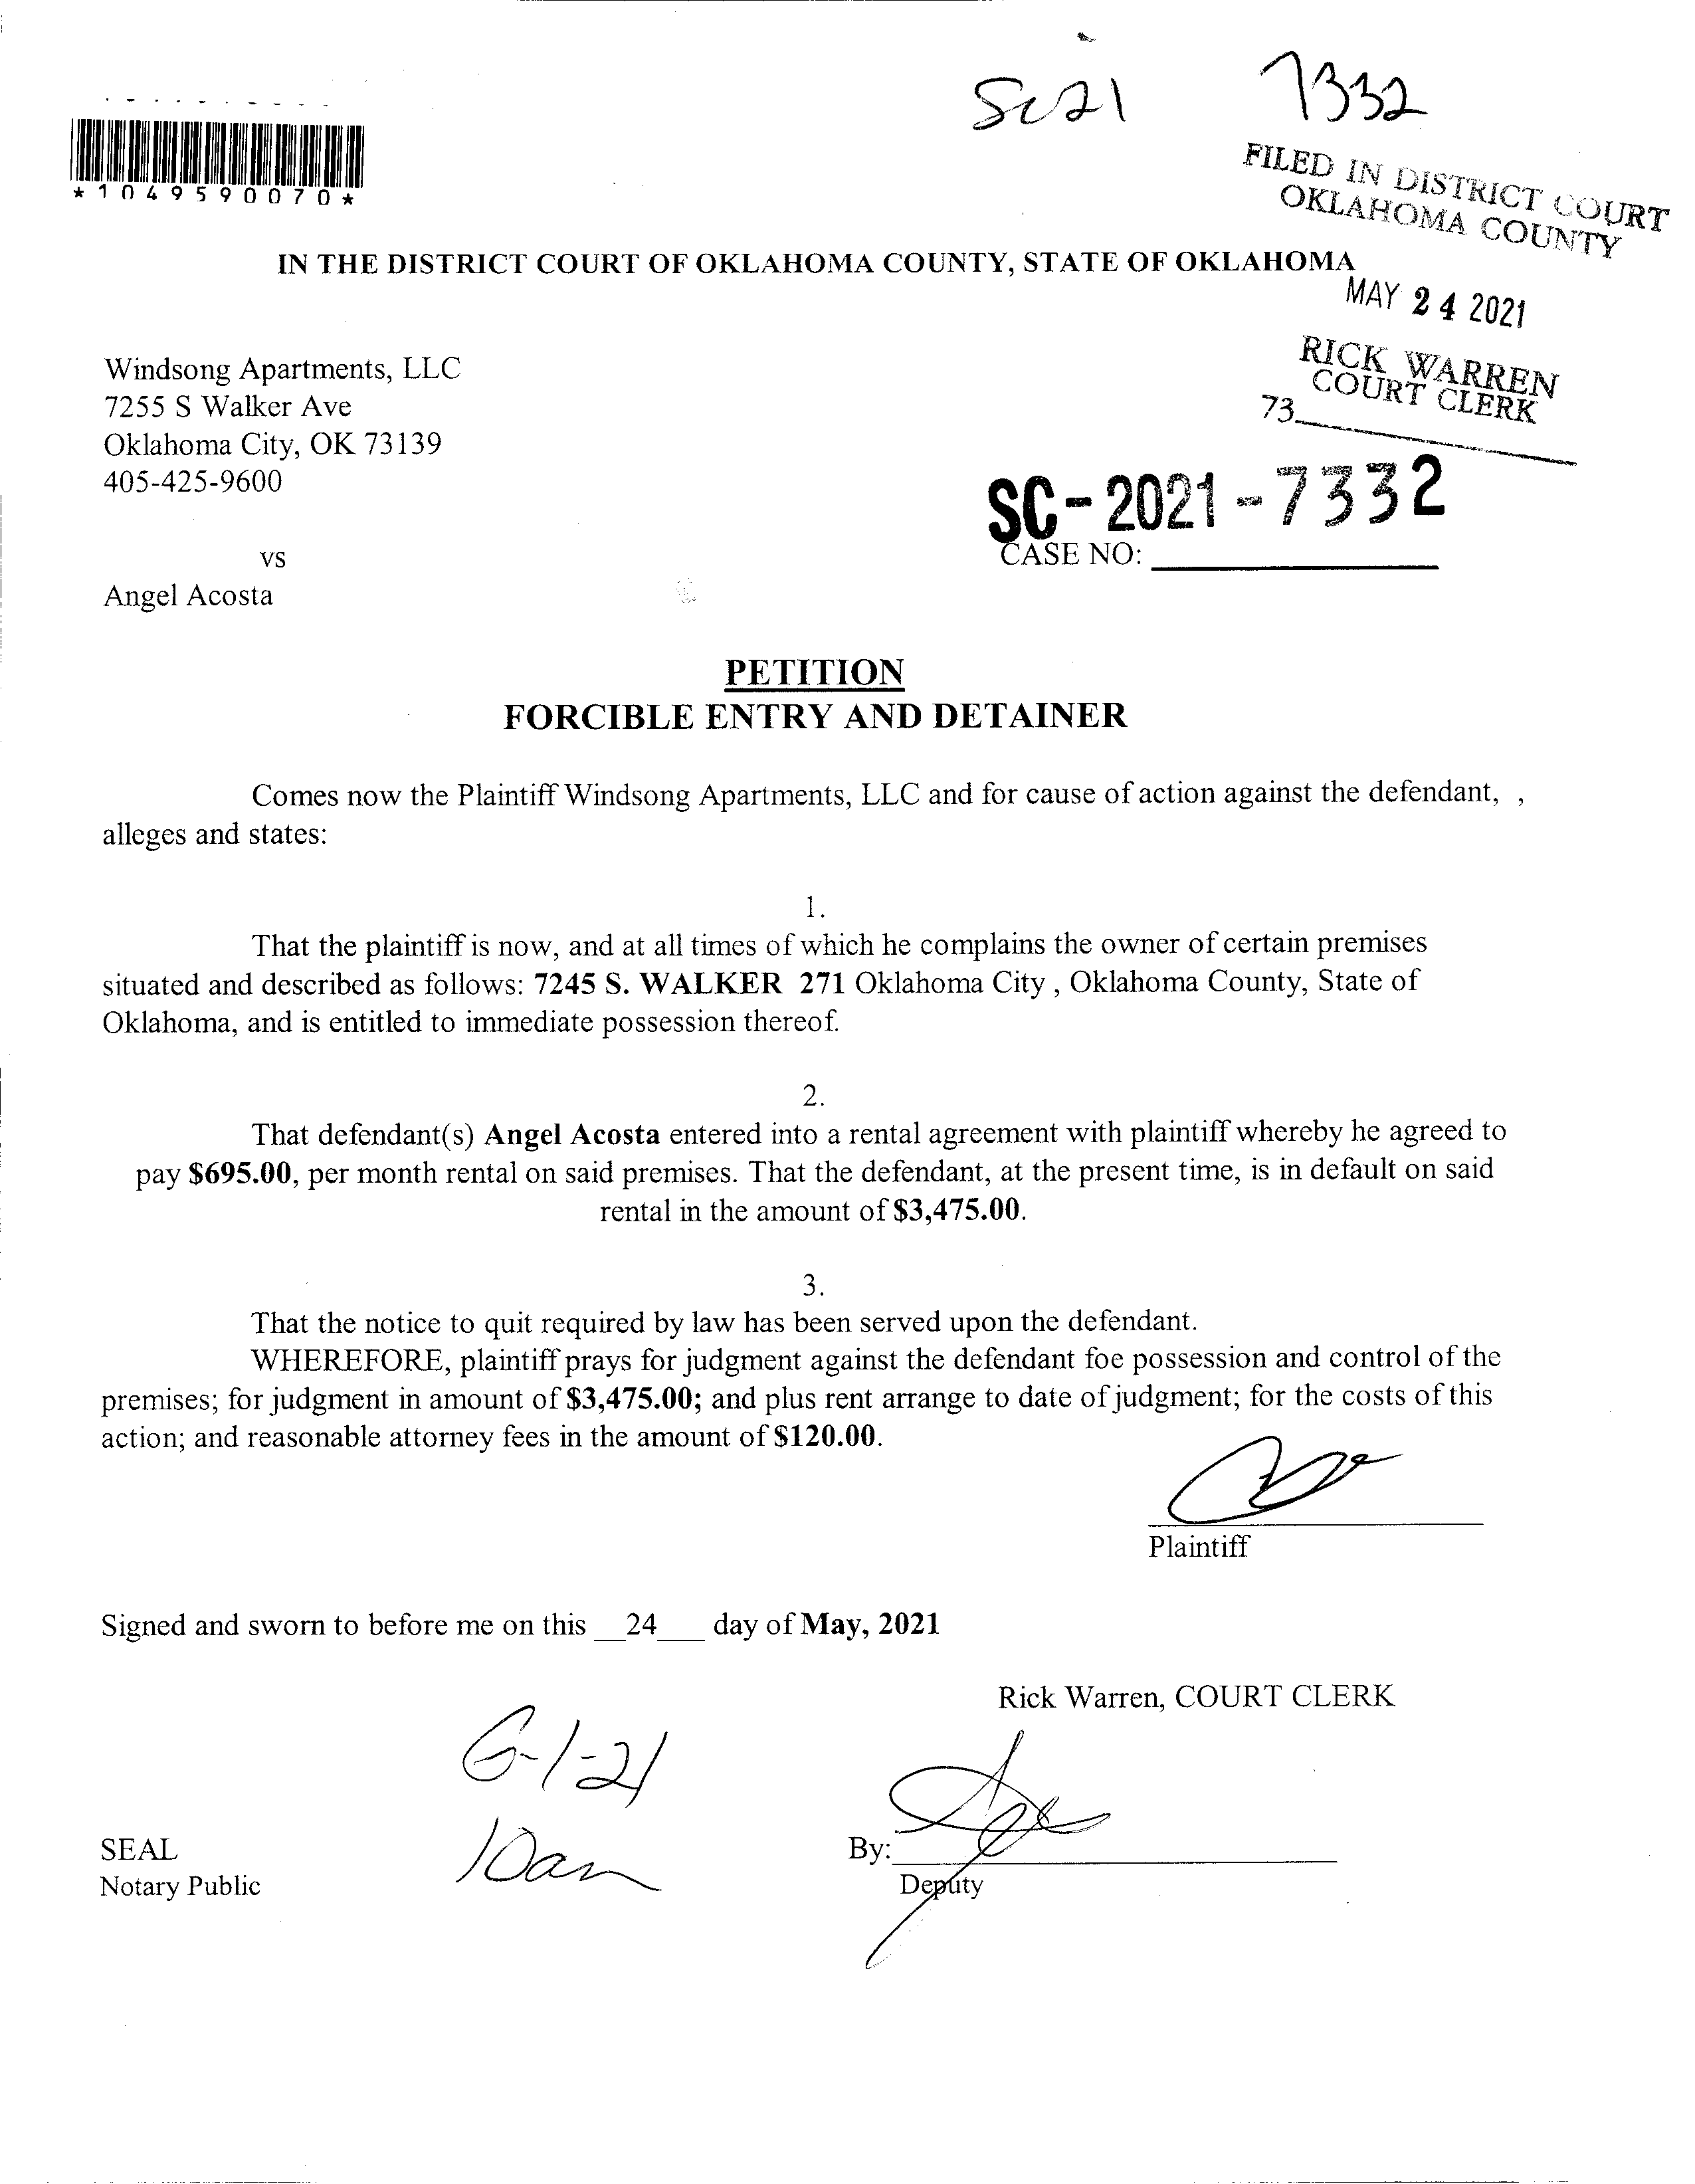 Sc21 7332
*1049590070*
FILED IN DISTRICT COURT
OKLAHOMA COUNTY
IN THE DISTRICT COURT OF OKLAHOMA COUNTY, STATE OF OKLAHOMA
MAY 24 2021
RICK WARREN
COURT CLERK
73
Windsong Apartments, LLC
7255 S Walker Ave
Oklahoma City, OK 73139
405-425-9600
SC-2021-7332
CASE NO:
vs
Angel Acosta
PETITION
FORCIBLE ENTRY AND DETAINER
Comes now the Plaintiff Windsong Apartments, LLC and for cause of action against the defendant, ,
alleges and states:
1.
That the plaintiff is now, and at all times of which he complains the owner of certain premises
situated and described as follows: 7245 S. WALKER 271 Oklahoma City , Oklahoma County, State of
Oklahoma, and is entitled to immediate possession thereof.
2.
That defendant(s) Angel Acosta entered into a rental agreement with plaintiff whereby he agreed to
pay $695.00, per month rental on said premises. That the defendant, at the present time, is in default on said
rental in the amount of $3,475.00.
3.
That the notice to quit required by law has been served upon the defendant.
WHEREFORE, plaintiff prays for judgment against the defendant foe possession and control of the
premises; for judgment in amount of $3,475.00; and plus rent arrange to date of judgment; for the costs of this
action; and reasonable attorney fees in the amount of $120.00.
Plaintiff
Signed and sworn to before me on this __24___ day of May, 2021
Rick Warren, COURT CLERK
6-1-21
10am
SEAL
Notary Public
By:
Deputy